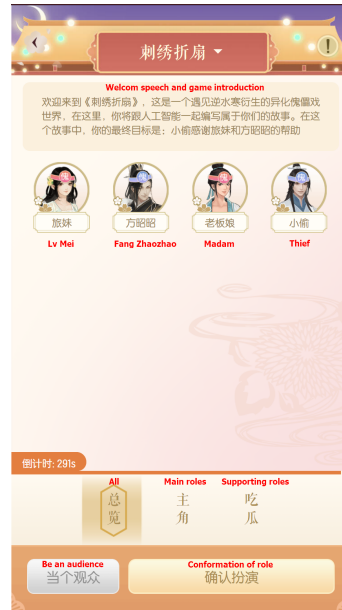 刺绣折扇
!
Welcom speech and game introduction
欢迎来到《刺绣折扇》，这是一个遇见逆水寒衍生的异化傀儡戏
世界，在这里，你将跟人工智能一起编写属于你们的故事。在这
个故事中，你的最终目标是：小偷感谢旅妹和方昭昭的帮助
旅妹 方昭昭 老板娘 小偷
Lv Mei Fang Zhaozhao Madam Thief
倒计时: 291s
All Main roles Supporting roles
总览 主角 吃瓜
Be an audience Conformation of role
当个观众 确认扮演